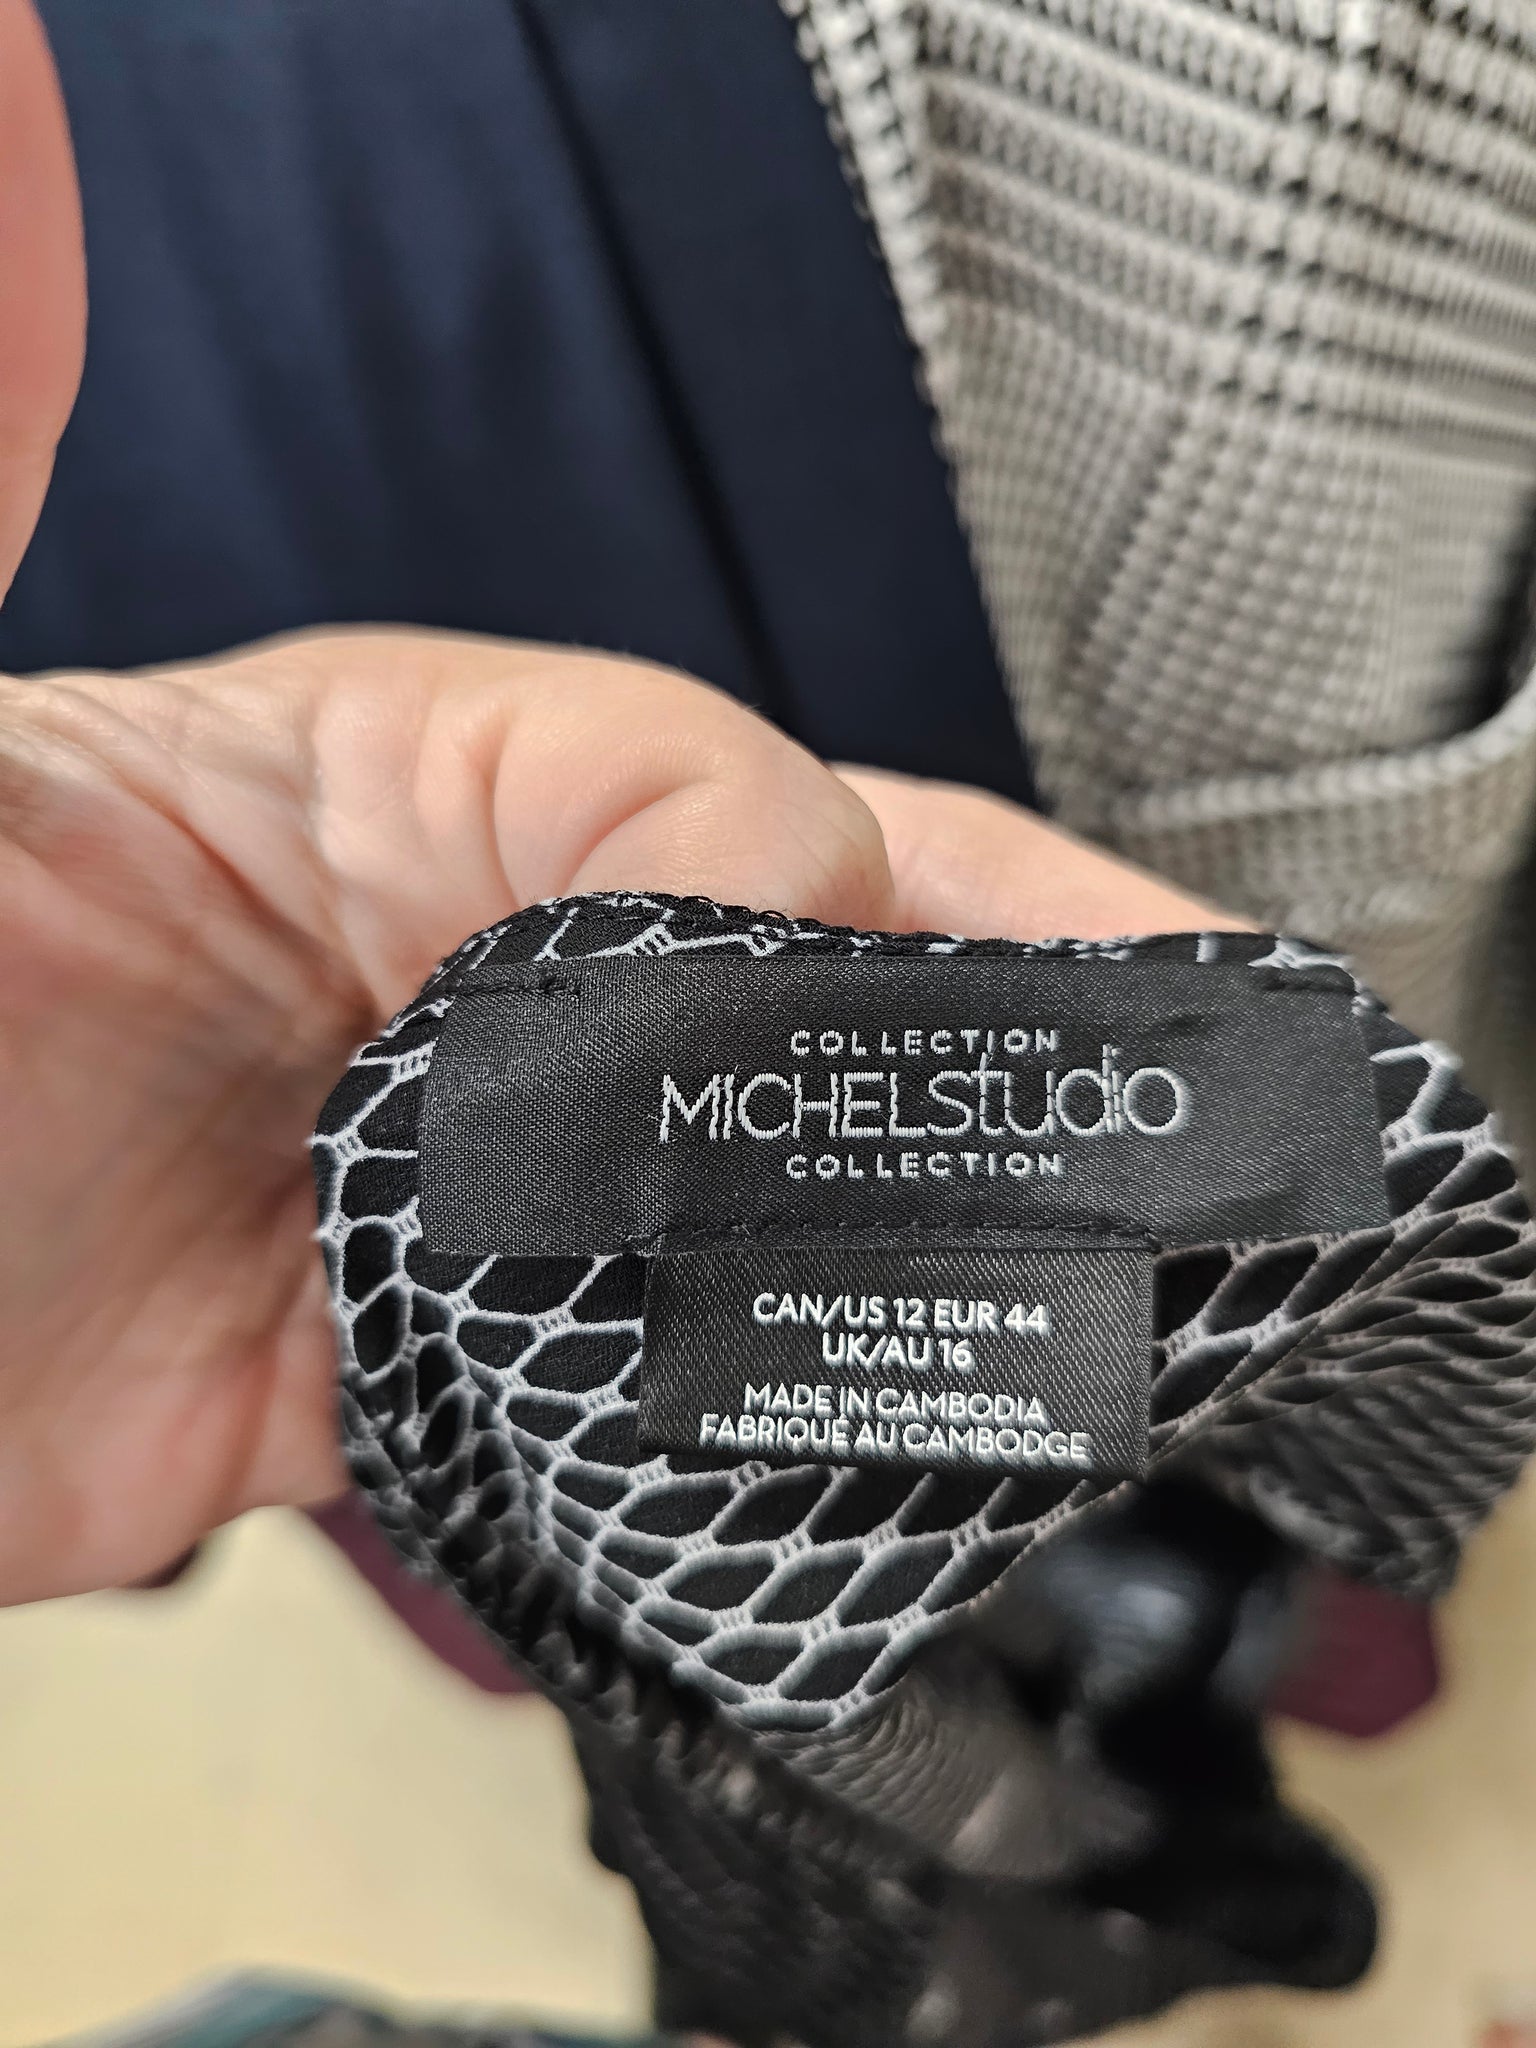 COLLECTION
MICHELstudio
COLLECTION
CAN/US 12 EUR 44
UK/AU 16
MADE IN CAMBODIA
FABRIQUÉ AU CAMBODGE